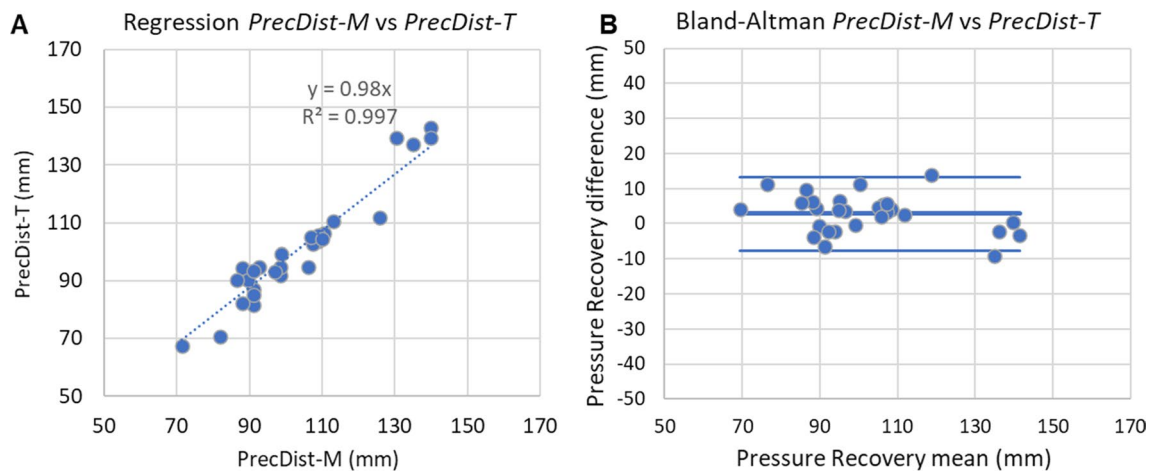 A
Regression PrecDist-M vs PrecDist-T
170
150
130
110
90
70
50
PrecDist-T (mm)
y = 0.98x
R² = 0.997
50 70 90 110 130 150 170
PrecDist-M (mm)
B
Bland-Altman PrecDist-M vs PrecDist-T
50
40
30
20
10
0
-10
-20
-30
-40
-50
Pressure Recovery difference (mm)
50 70 90 110 130 150 170
Pressure Recovery mean (mm)